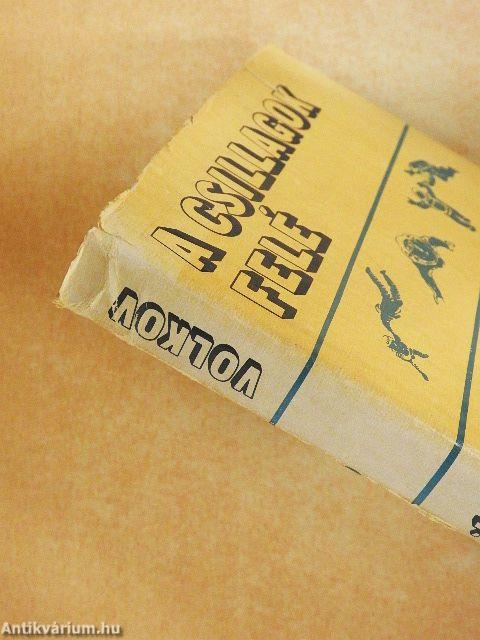 A CSILLAGOK
FELÉ
VOLKOV
Antikvárium.hu